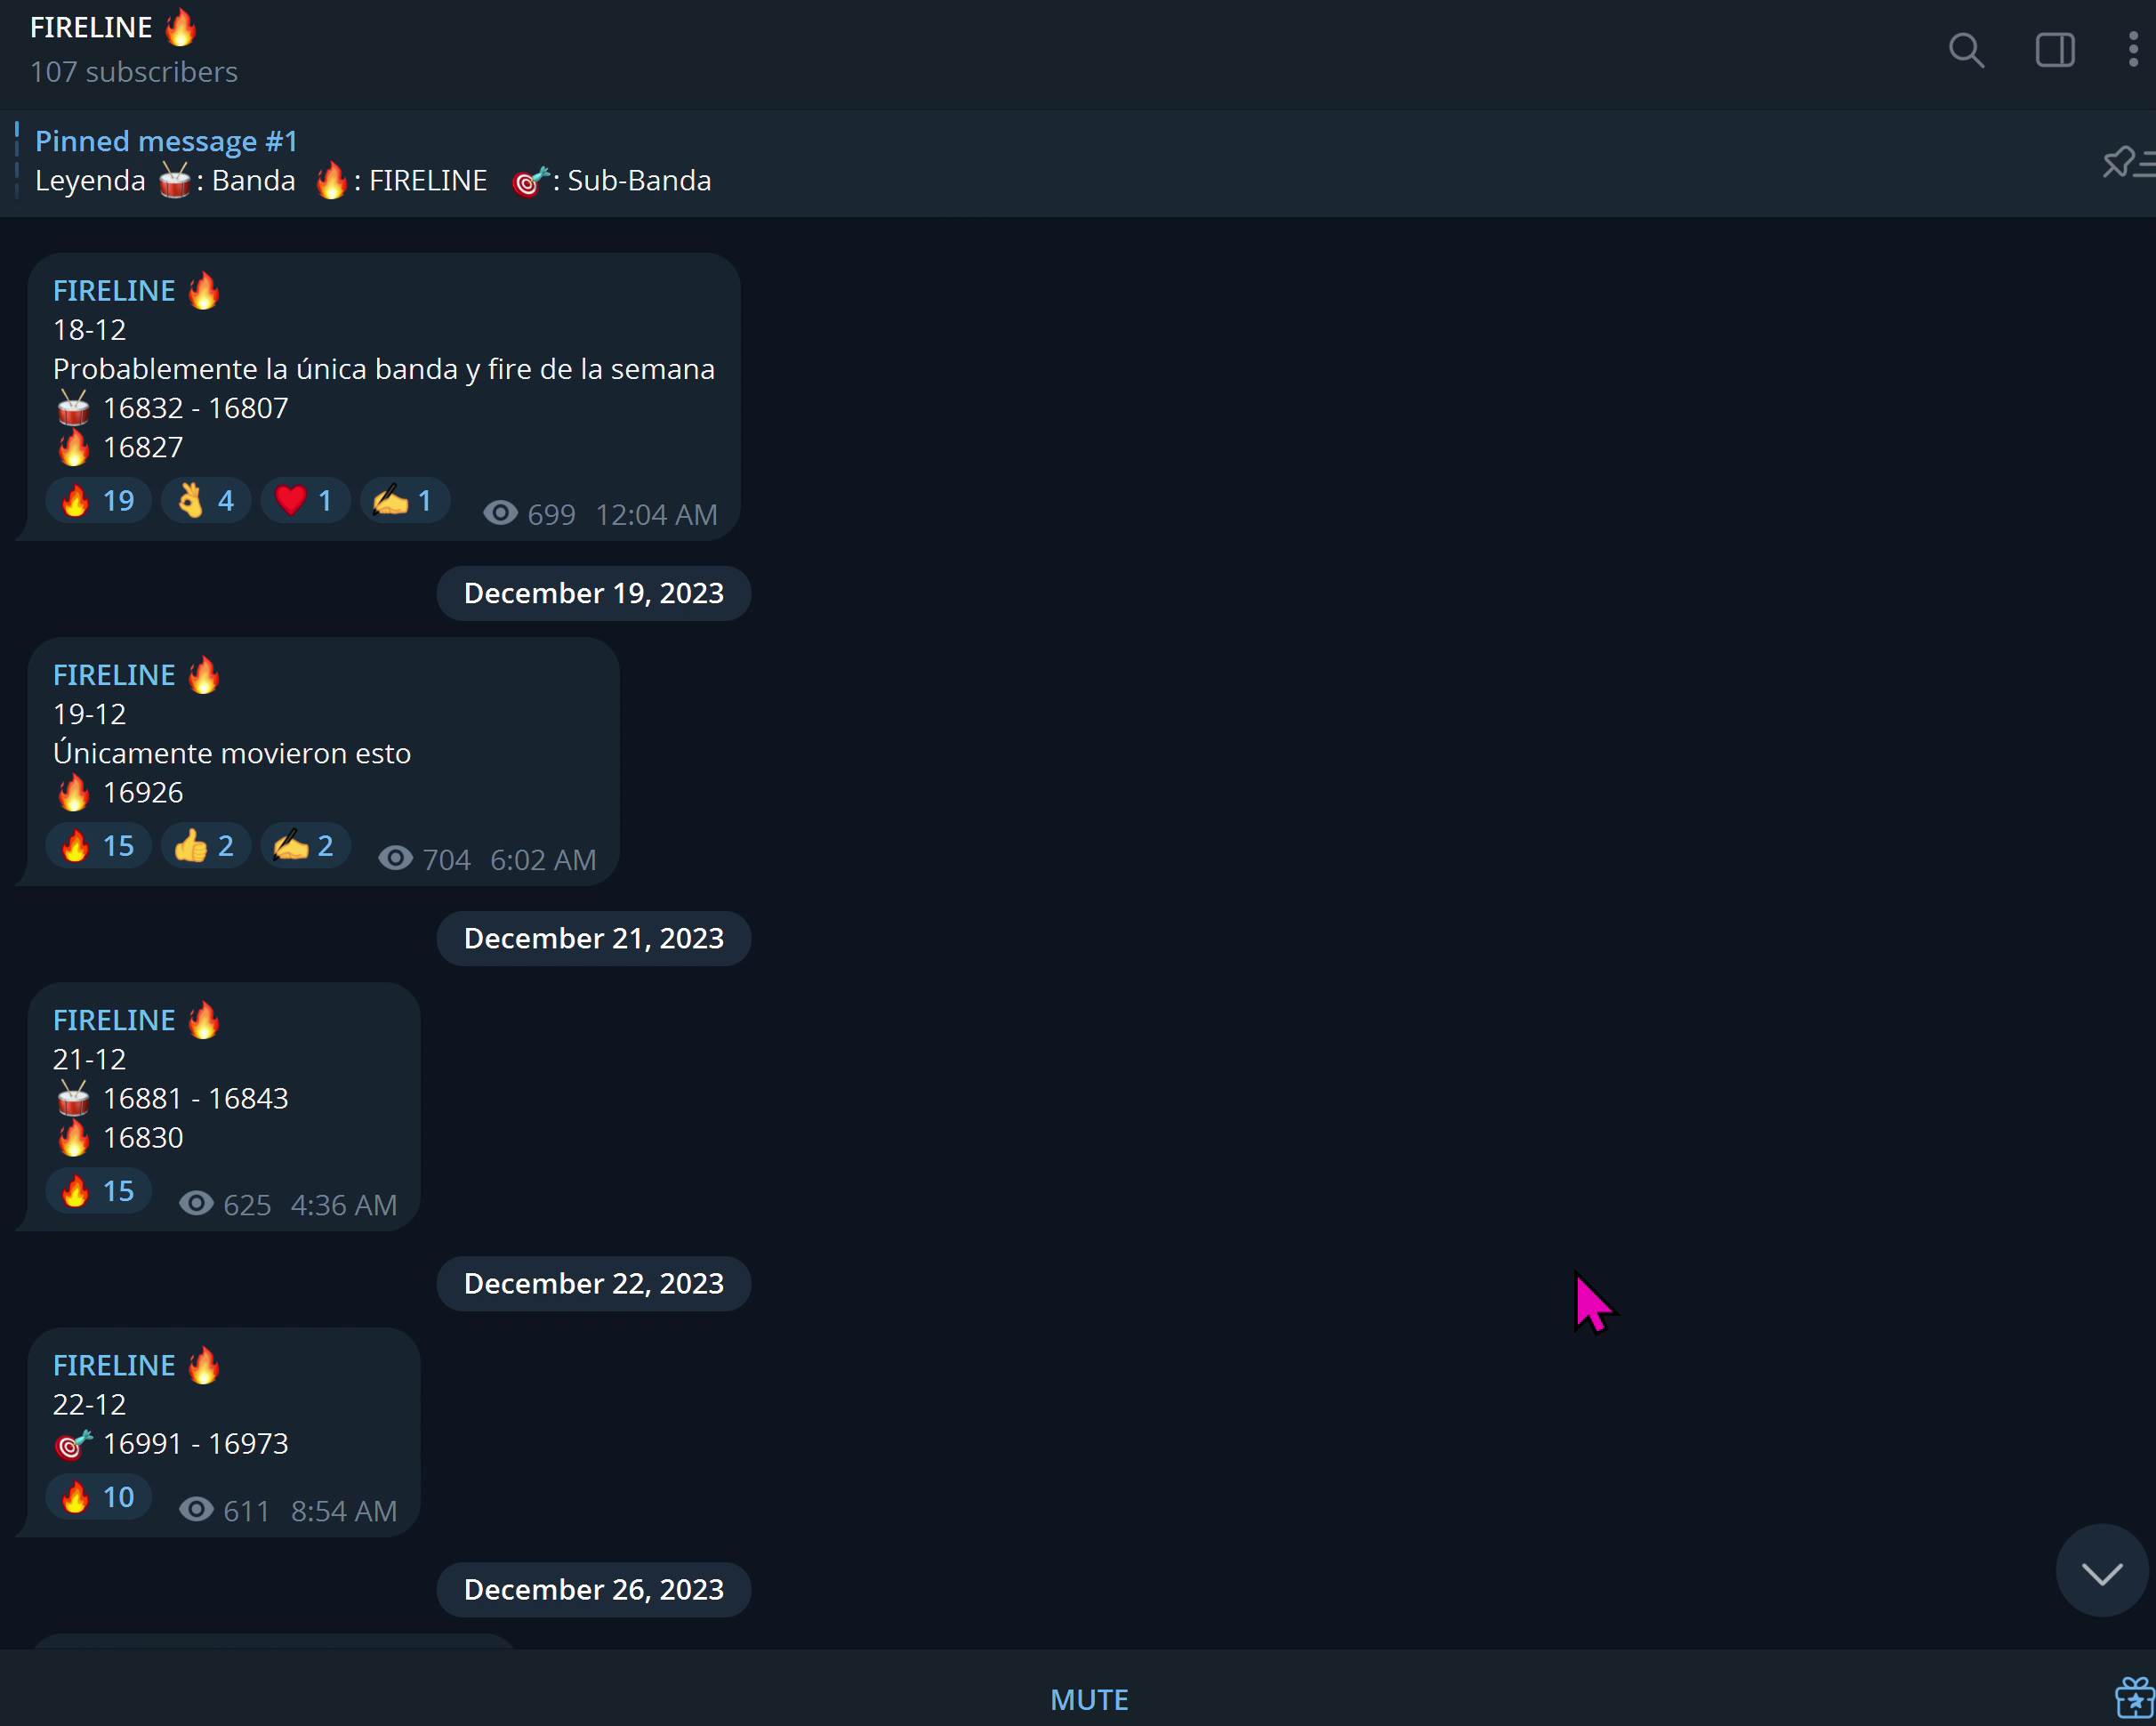 FIRELINE 🔥
107 subscribers
Pinned message #1
Leyenda 🥁: Banda 🔥: FIRELINE 🎯: Sub-Banda
FIRELINE 🔥
18-12
Probablemente la única banda y fire de la semana
🥁 16832 - 16807
🔥 16827
🔥 19 👌 4 ❤️ 1 ✍️ 1 699 12:04 AM
December 19, 2023
FIRELINE 🔥
19-12
Únicamente movieron esto
🔥 16926
🔥 15 👍 2 ✍️ 2 704 6:02 AM
December 21, 2023
FIRELINE 🔥
21-12
🥁 16881 - 16843
🔥 16830
🔥 15 625 4:36 AM
December 22, 2023
FIRELINE 🔥
22-12
🎯 16991 - 16973
🔥 10 611 8:54 AM
December 26, 2023
MUTE